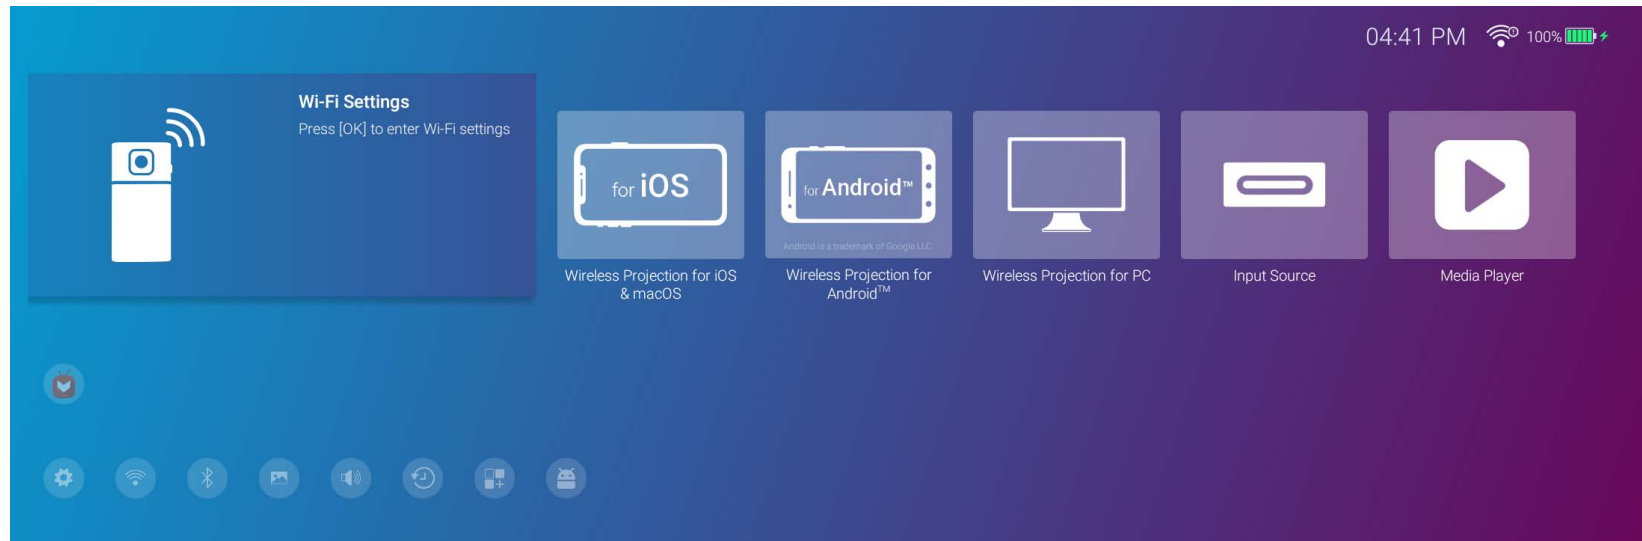 04:41 PM 100%
Wi-Fi Settings
Press [OK] to enter Wi-Fi settings
for iOS
for Android™
Android is a trademark of Google LLC.
Wireless Projection for iOS
& macOS
Wireless Projection for
Android™
Wireless Projection for PC
Input Source
Media Player